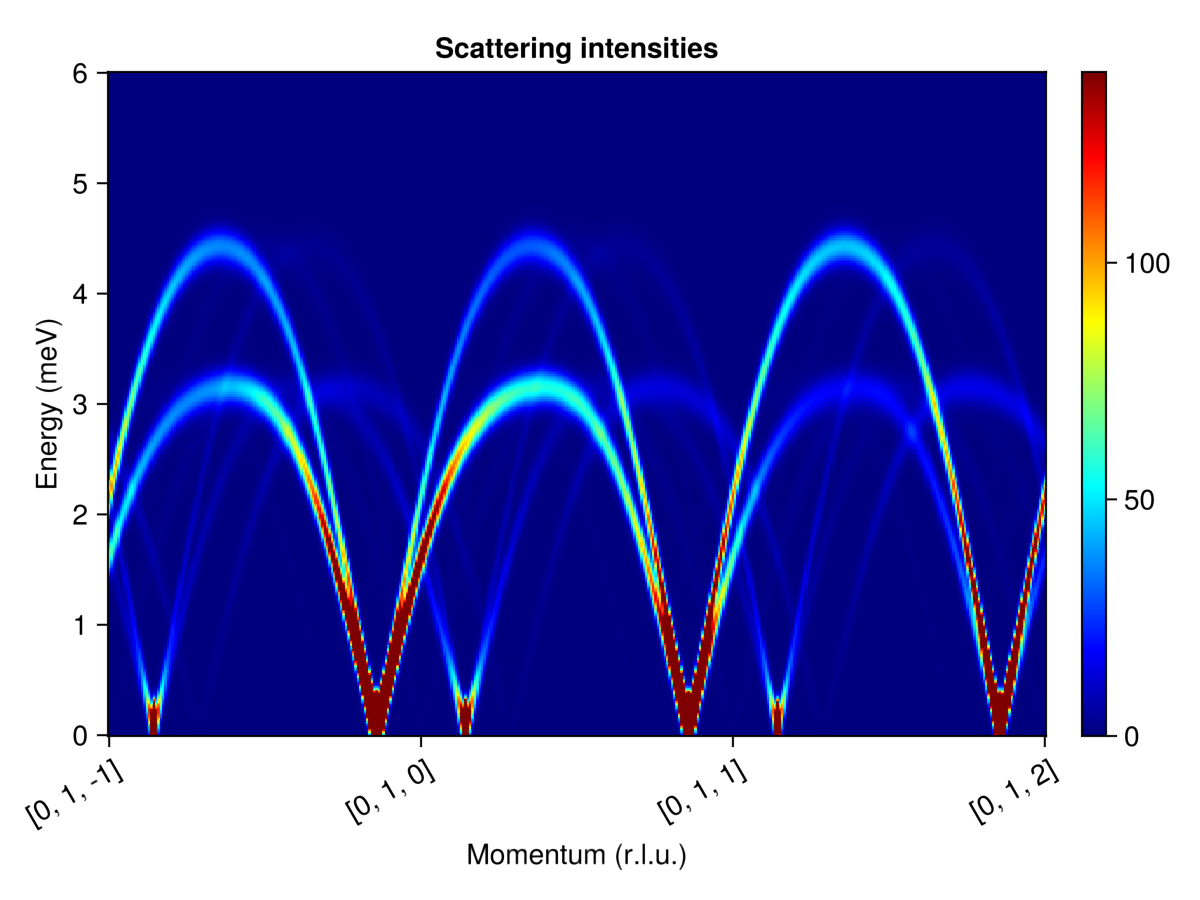 Scattering intensities
6
5
4
3
2
1
0
Energy (meV)
[0, 1, -1]
[0, 1, 0]
[0, 1, 1]
[0, 1, 2]
Momentum (r.l.u.)
100
50
0